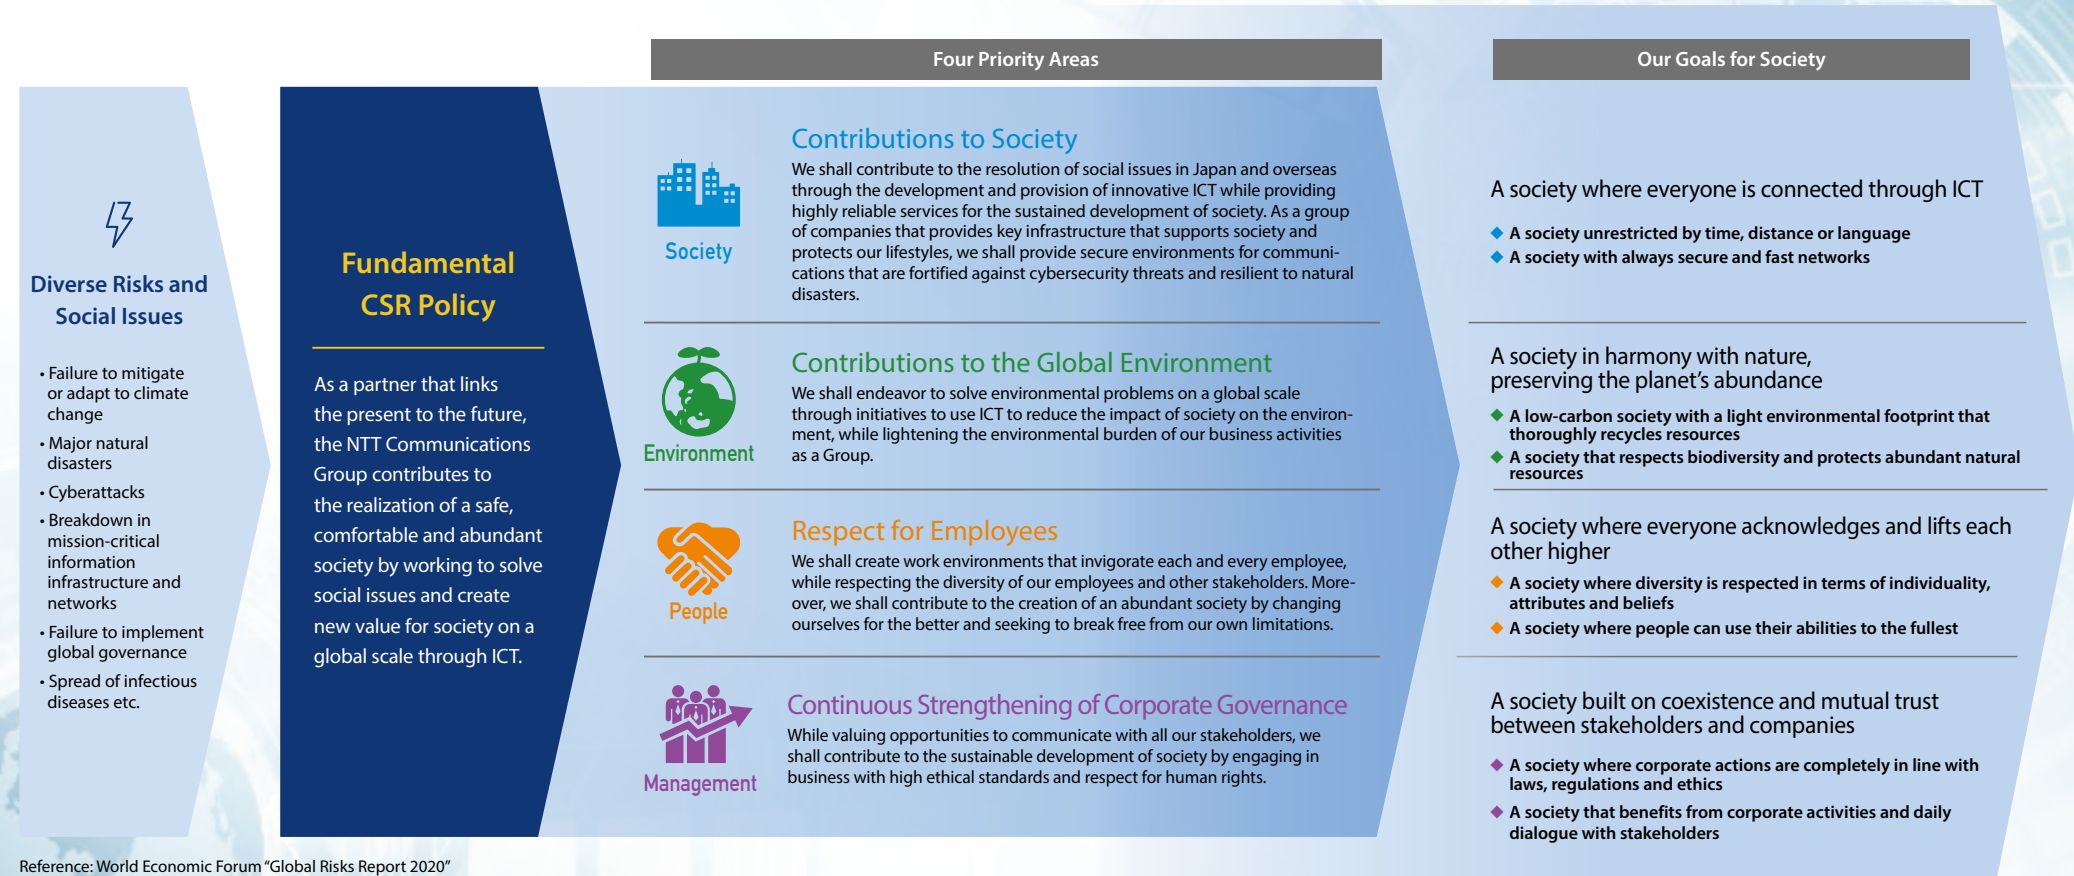 Four Priority Areas
Our Goals for Society
Diverse Risks and
Social Issues
• Failure to mitigate
or adapt to climate
change
• Major natural
disasters
• Cyberattacks
• Breakdown in
mission-critical
information
infrastructure and
networks
• Failure to implement
global governance
• Spread of infectious
diseases etc.
Fundamental
CSR Policy
As a partner that links
the present to the future,
the NTT Communications
Group contributes to
the realization of a safe,
comfortable and abundant
society by working to solve
social issues and create
new value for society on a
global scale through ICT.
Society
Contributions to Society
We shall contribute to the resolution of social issues in Japan and overseas
through the development and provision of innovative ICT while providing
highly reliable services for the sustained development of society. As a group
of companies that provides key infrastructure that supports society and
protects our lifestyles, we shall provide secure environments for communi-
cations that are fortified against cybersecurity threats and resilient to natural
disasters.
Environment
Contributions to the Global Environment
We shall endeavor to solve environmental problems on a global scale
through initiatives to use ICT to reduce the impact of society on the environ-
ment, while lightening the environmental burden of our business activities
as a Group.
People
Respect for Employees
We shall create work environments that invigorate each and every employee,
while respecting the diversity of our employees and other stakeholders. More-
over, we shall contribute to the creation of an abundant society by changing
ourselves for the better and seeking to break free from our own limitations.
Management
Continuous Strengthening of Corporate Governance
While valuing opportunities to communicate with all our stakeholders, we
shall contribute to the sustainable development of society by engaging in
business with high ethical standards and respect for human rights.
A society where everyone is connected through ICT
◆ A society unrestricted by time, distance or language
◆ A society with always secure and fast networks
A society in harmony with nature,
preserving the planet’s abundance
◆ A low-carbon society with a light environmental footprint that
thoroughly recycles resources
◆ A society that respects biodiversity and protects abundant natural
resources
A society where everyone acknowledges and lifts each
other higher
◆ A society where diversity is respected in terms of individuality,
attributes and beliefs
◆ A society where people can use their abilities to the fullest
A society built on coexistence and mutual trust
between stakeholders and companies
◆ A society where corporate actions are completely in line with
laws, regulations and ethics
◆ A society that benefits from corporate activities and daily
dialogue with stakeholders
Reference: World Economic Forum “Global Risks Report 2020”